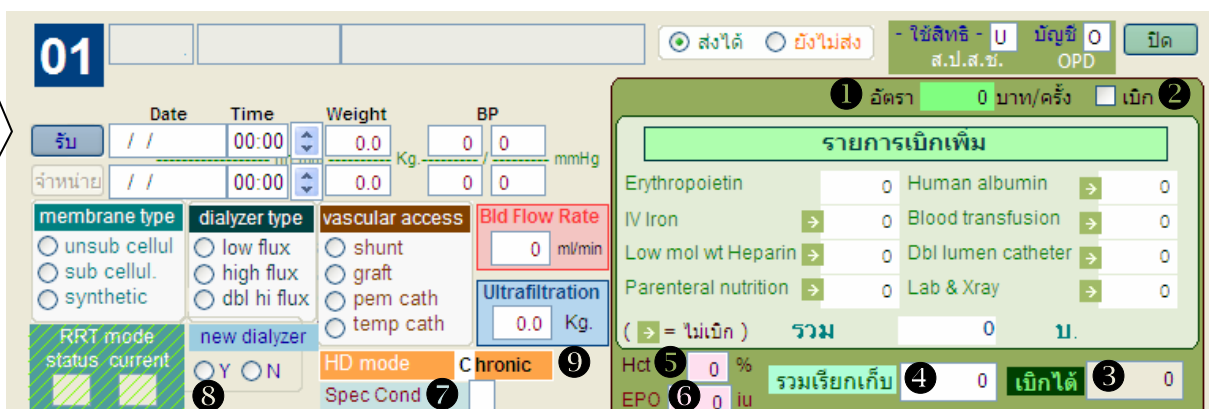 01
ส่งได้ ยังไม่ส่ง
- ใช้สิทธิ - U บัญชี O ปิด
ส.ป.ส.ช. OPD
❶ อัตรา 0 บาท/ครั้ง เบิก ❷
Date Time Weight BP
รับ / / 00:00 0.0 0 0
Kg. / mmHg
จำหน่าย / / 00:00 0.0 0 0
membrane type
unsub cellul
sub cellul.
synthetic
dialyzer type
low flux
high flux
dbl hi flux
vascular access
shunt
graft
pem cath
temp cath
Bld Flow Rate
0 ml/min
Ultrafiltration
0.0 Kg.
RRT mode
status current
new dialyzer
Y N
❽
HD mode Chronic ❾
Spec Cond ❼
รายการเบิกเพิ่ม
Erythropoietin 0 Human albumin 0
IV Iron 0 Blood transfusion 0
Low mol wt Heparin 0 Dbl lumen catheter 0
Parenteral nutrition 0 Lab & Xray 0
( = ไม่เบิก ) รวม 0 บ.
Hct ❺ 0 %
EPO ❻ 0 iu
รวมเรียกเก็บ ❹ 0 เบิกได้ ❸ 0